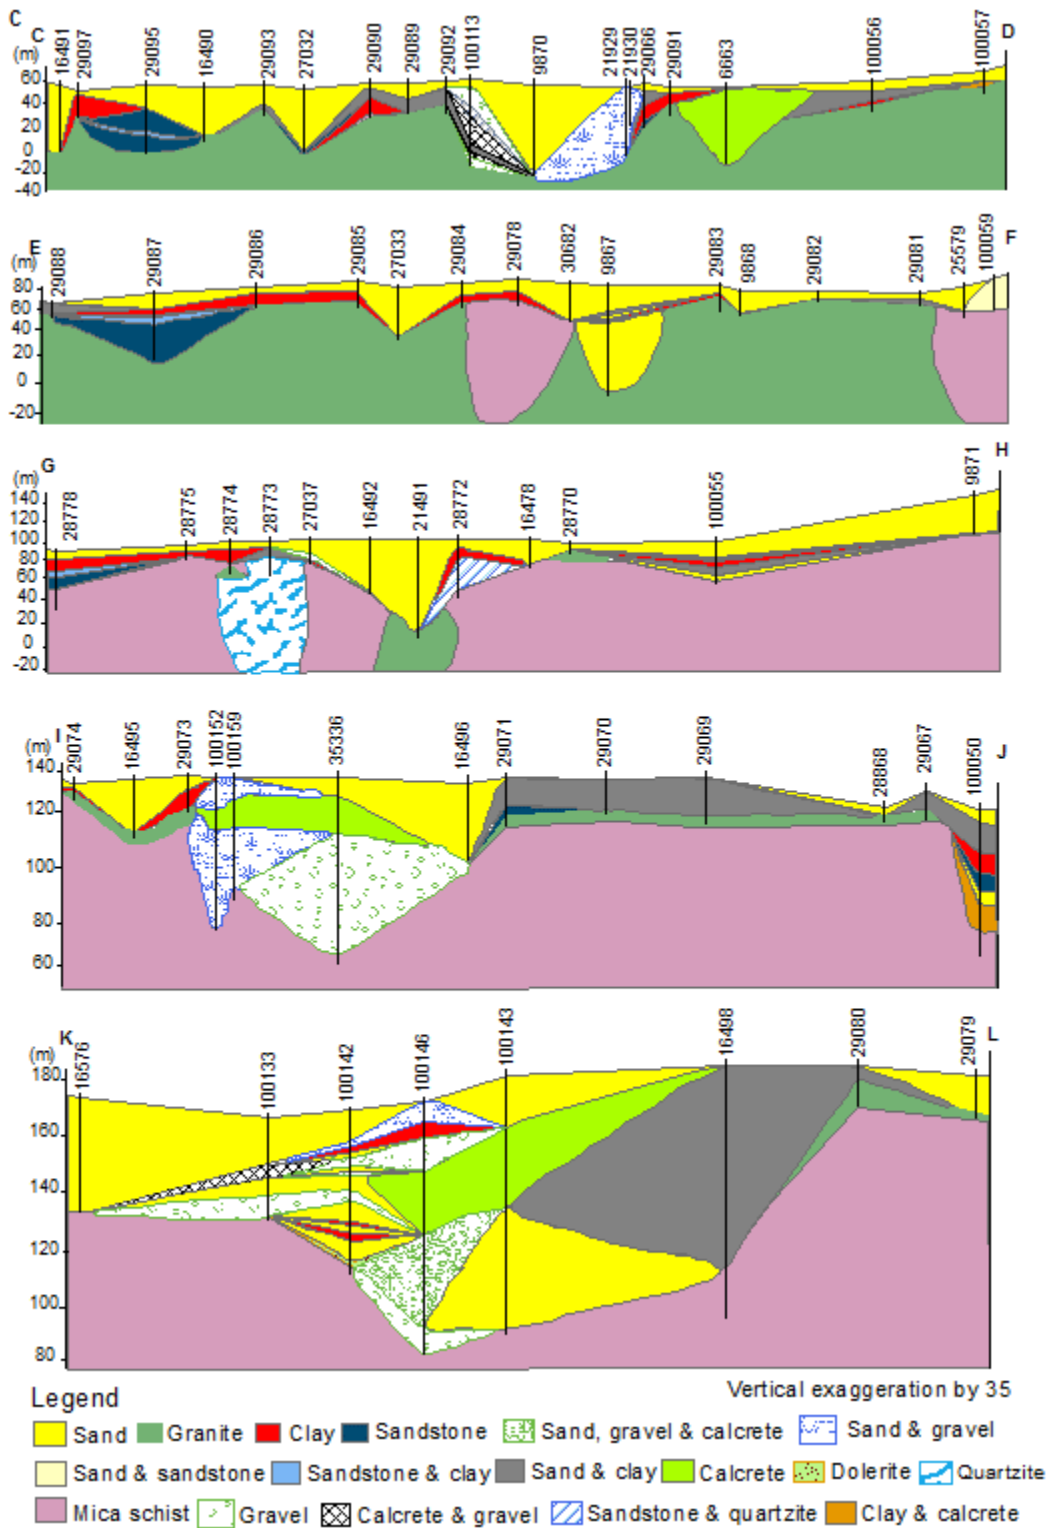 C
C D
(m)
16491 29097 29095 16490 29093 27032 29090 29089 29092 100113 9870 21929 21930 29066 29091 6663 100056 100057
60
40
20
0
-20
-40
E F
(m)
29088 29087 29086 29085 27033 29084 29078 30682 9867 29083 9868 29082 29081 25579 100059
80
60
40
20
0
-20
G H
(m)
28778 28775 28774 28773 27037 16492 21491 28772 16478 28770 100055 9871
140
120
100
80
60
40
20
0
-20
I J
(m)
29074 16495 29073 100152 100159 35336 16496 29071 29070 29069 28868 29067 100050
140
120
100
80
60
K L
(m)
16576 100133 100142 100146 100143 16498 29080 29079
180
160
140
120
100
80
Legend
Vertical exaggeration by 35
Sand Granite Clay Sandstone Sand, gravel & calcrete Sand & gravel
Sand & sandstone Sandstone & clay Sand & clay Calcrete Dolerite Quartzite
Mica schist Gravel Calcrete & gravel Sandstone & quartzite Clay & calcrete